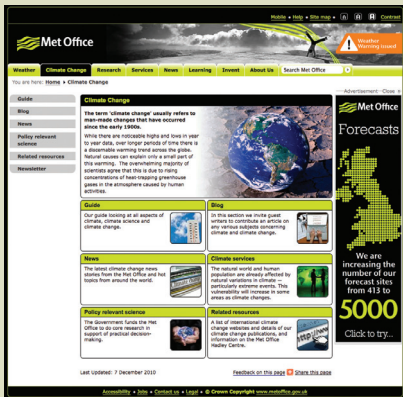 Mobile • Help • Site map • A A A Contrast
Met Office
Weather Warning issued
Weather Climate Change Research Services News Learning Invent About Us Search Met Office
You are here: Home ▸ Climate Change
Advertisement Close x
Guide
Blog
News
Policy relevant
science
Related resources
Newsletter
Climate Change
The term 'climate change' usually refers to
man-made changes that have occurred
since the early 1900s.
While there are noticeable highs and lows in year
to year data, over longer periods of time there is
a discernable warming trend across the globe.
Natural causes can explain only a small part of
this warming. The overwhelming majority of
scientists agree that this is due to rising
concentrations of heat-trapping greenhouse
gases in the atmosphere caused by human
activities.
Guide
Our guide looking at all aspects of
climate, climate science and
climate change.
Blog
In this section we invite guest
writers to contribute an article on
any various subjects concerning
climate and climate change.
News
The latest climate change news
stories from the Met Office and hot
topics from around the world.
Climate services
The natural world and human
population are already affected by
natural variations in climate —
particularly extreme events. This
vulnerability will increase in some
areas as climate changes.
Policy relevant science
The Government funds the Met
Office to do core research in
support of practical decision-
making.
Related resources
A list of international climate
change websites and details of our
climate change publications, and
information on the Met Office
Hadley Centre.
http://www
Met Office
Forecasts
We are
increasing the
number of our
forecast sites
from 413 to
5000
Click to try...
Last Updated: 7 December 2010
Feedback on this page
Share this page
Accessibility • Jobs • Contact us • Legal • © Crown Copyright www.metoffice.gov.uk